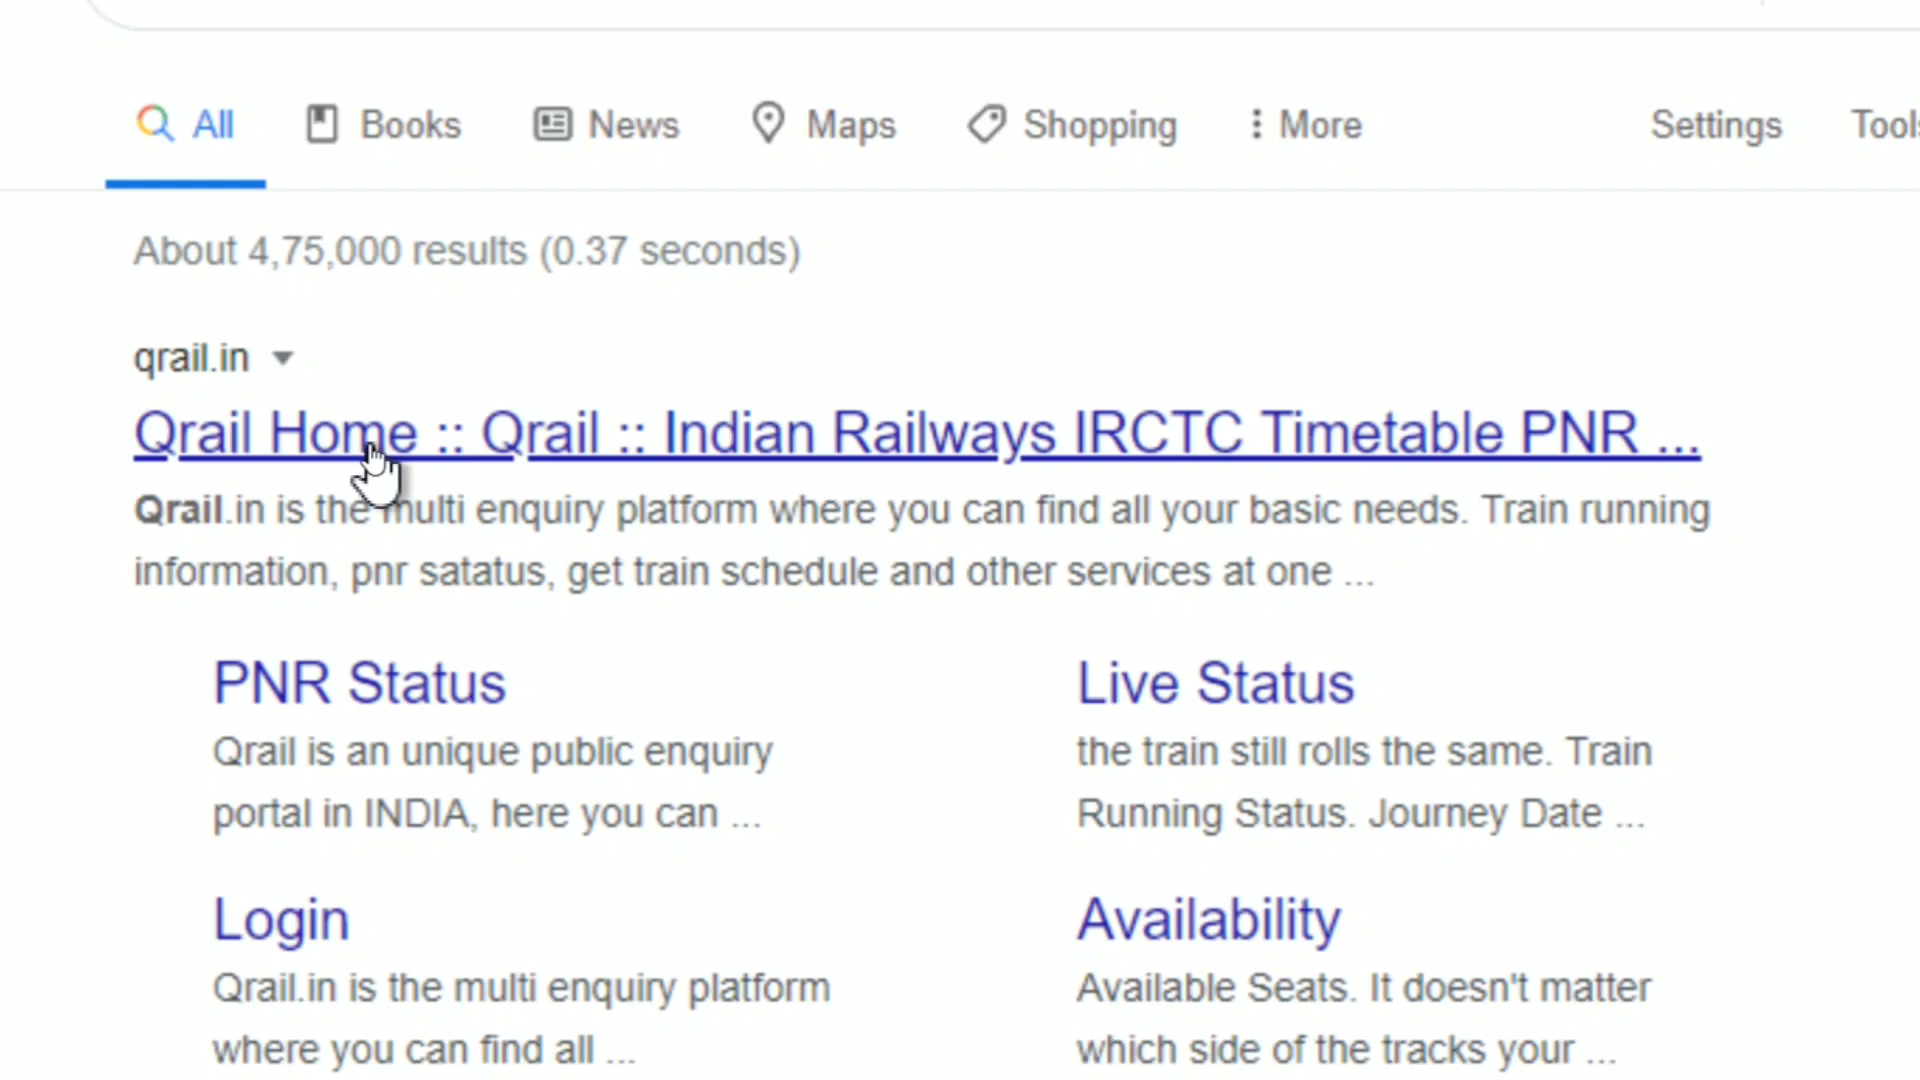 All Books News Maps Shopping More Settings Tools
About 4,75,000 results (0.37 seconds)
qrail.in
Qrail Home :: Qrail :: Indian Railways IRCTC Timetable PNR ...
Qrail.in is the multi enquiry platform where you can find all your basic needs. Train running
information, pnr satatus, get train schedule and other services at one ...
PNR Status
Qrail is an unique public enquiry
portal in INDIA, here you can ...
Live Status
the train still rolls the same. Train
Running Status. Journey Date ...
Login
Qrail.in is the multi enquiry platform
where you can find all ...
Availability
Available Seats. It doesn't matter
which side of the tracks your ...